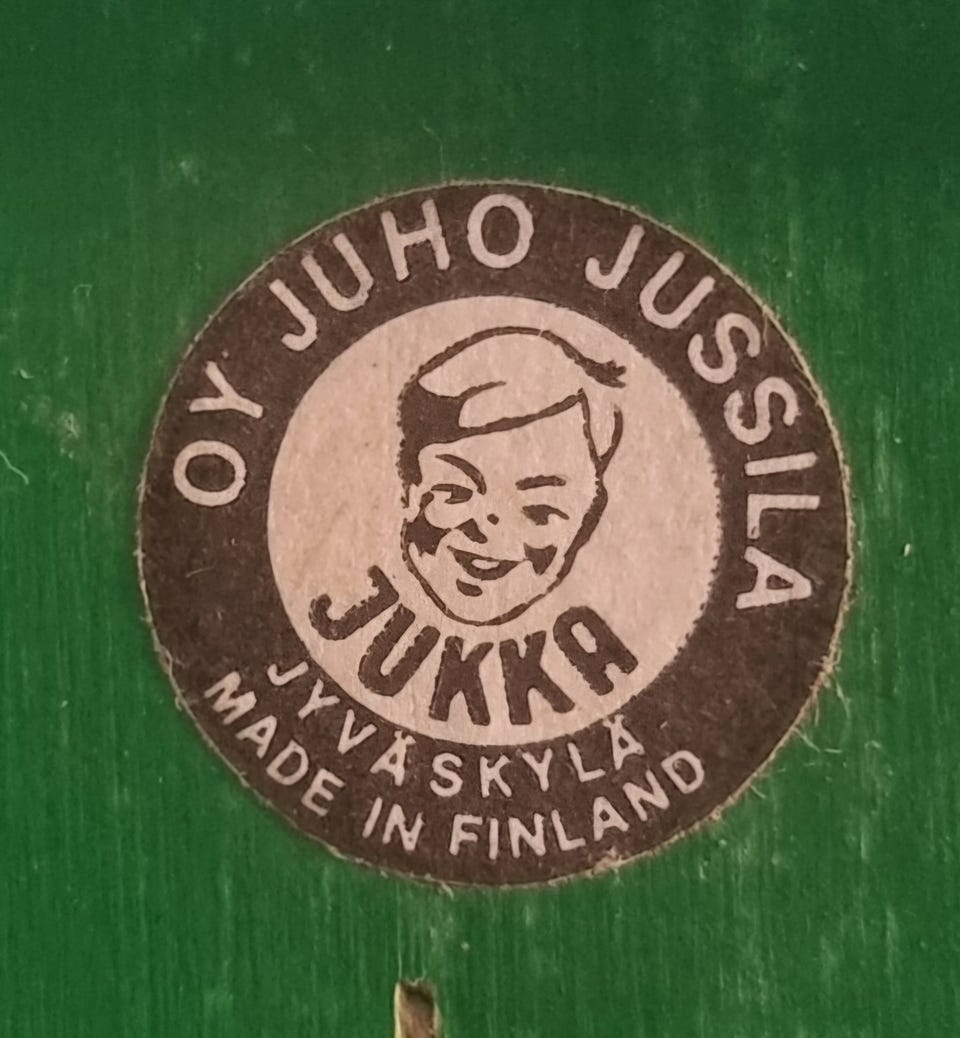 OY JUHO JUSSILA
JUKKA
JYVÄSKYLÄ
MADE IN FINLAND